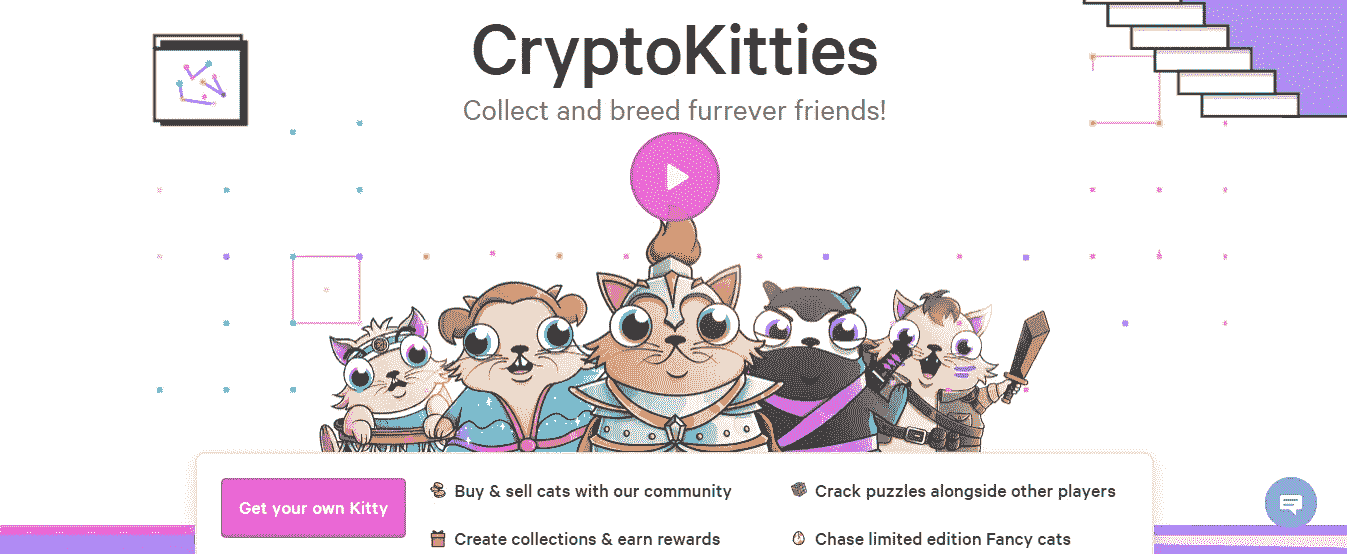 CryptoKitties
Collect and breed furrever friends!
Get your own Kitty
Buy & sell cats with our community
Crack puzzles alongside other players
Create collections & earn rewards
Chase limited edition Fancy cats